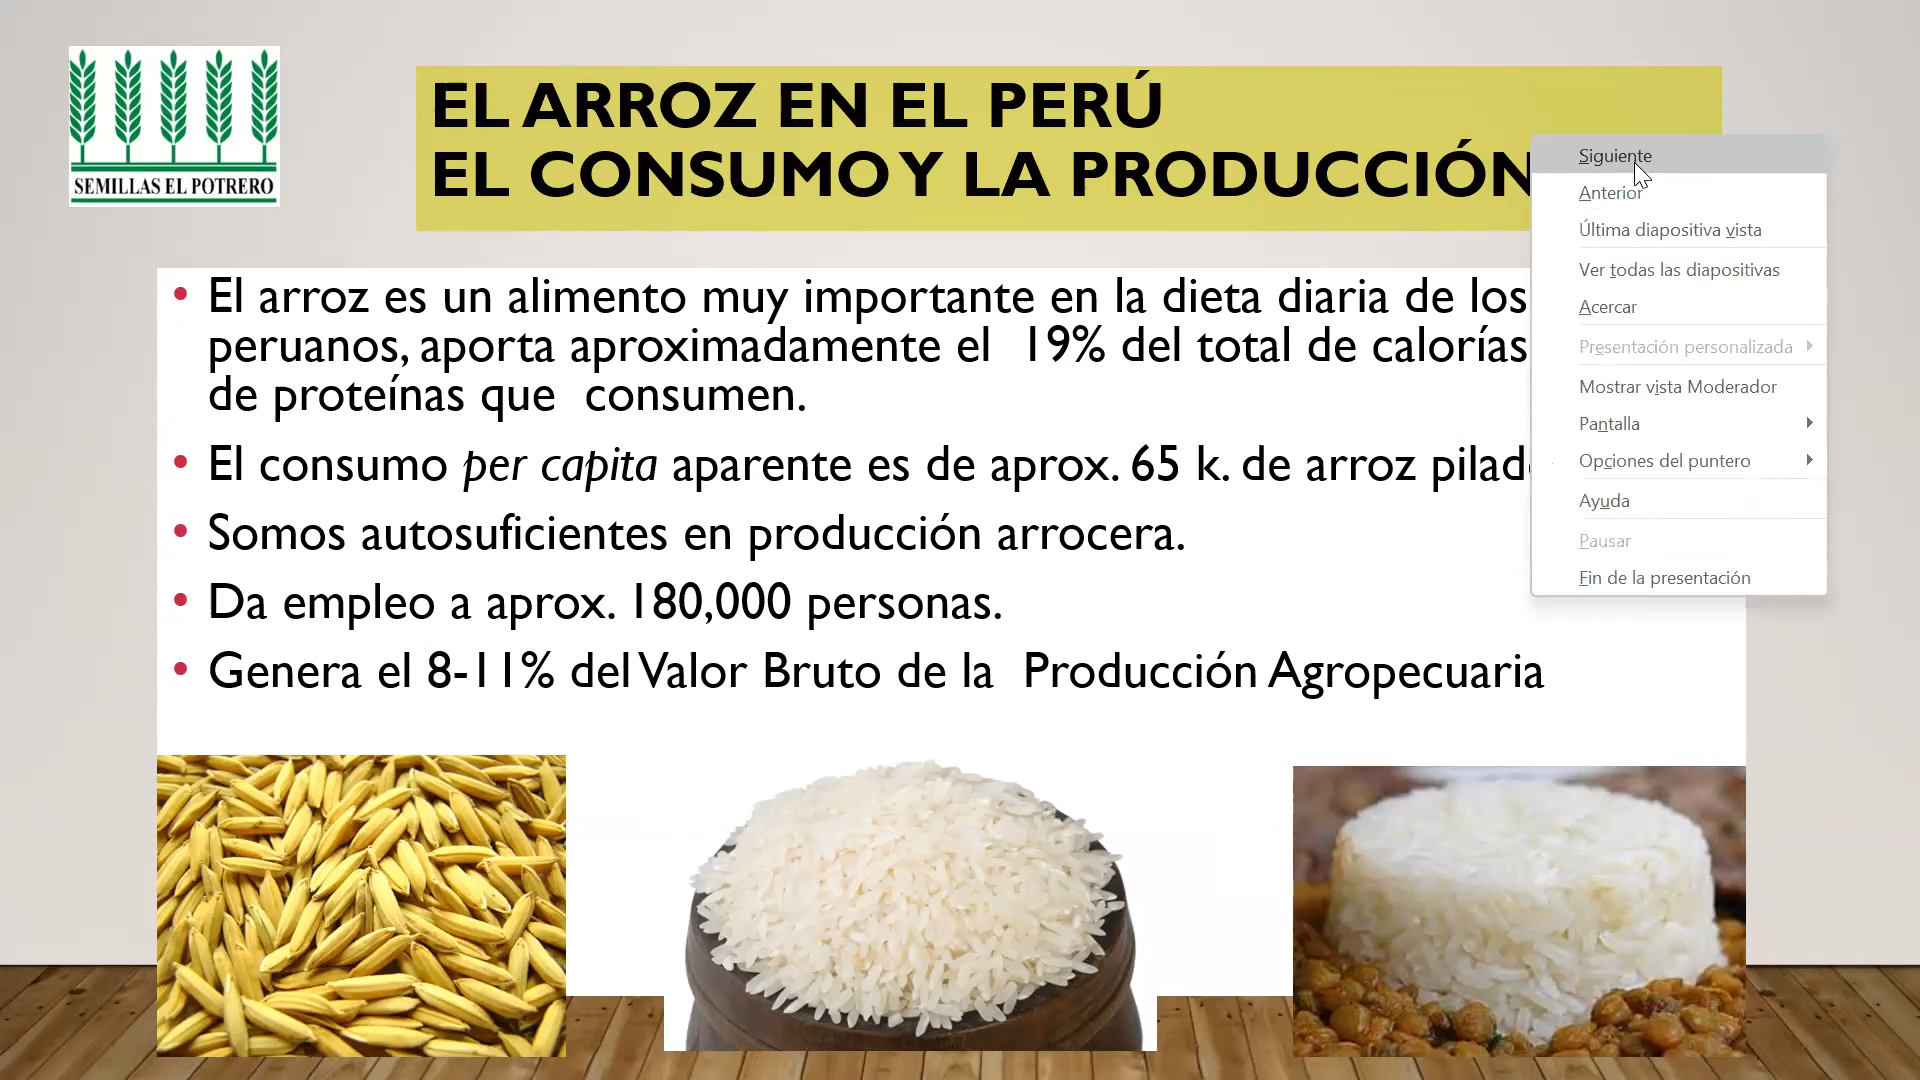 SEMILLAS EL POTRERO
EL ARROZ EN EL PERÚ
EL CONSUMO Y LA PRODUCCIÓN
• El arroz es un alimento muy importante en la dieta diaria de los
peruanos, aporta aproximadamente el 19% del total de calorías
de proteínas que consumen.
• El consumo per capita aparente es de aprox. 65 k. de arroz
• Somos autosuficientes en producción arrocera.
• Da empleo a aprox. 180,000 personas.
• Genera el 8-11% del Valor Bruto de la Producción Agropecuaria
Siguiente
Anterior
Última diapositiva vista
Ver todas las diapositivas
Acercar
Presentación personalizada
Mostrar vista Moderador
Pantalla
Opciones del puntero
Ayuda
Pausar
Fin de la presentación